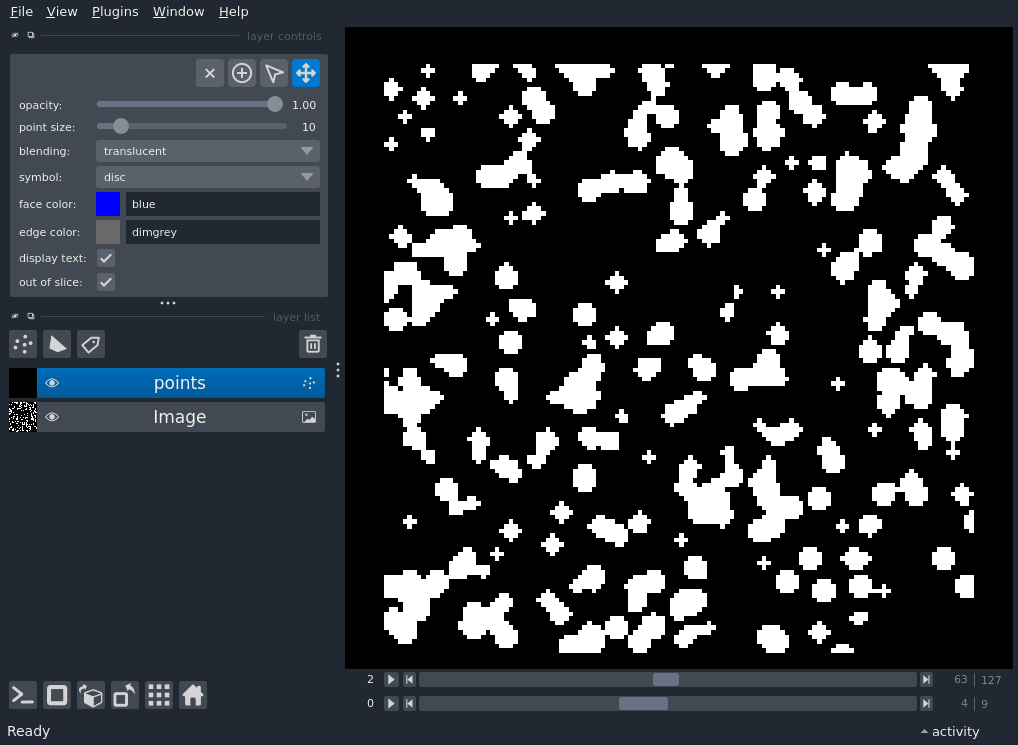 File View Plugins Window Help
layer controls
opacity: 1.00
point size: 10
blending: translucent
symbol: disc
face color: blue
edge color: dimgrey
display text:
out of slice:
layer list
points
Image
2 63 127
0 4 9
Ready activity